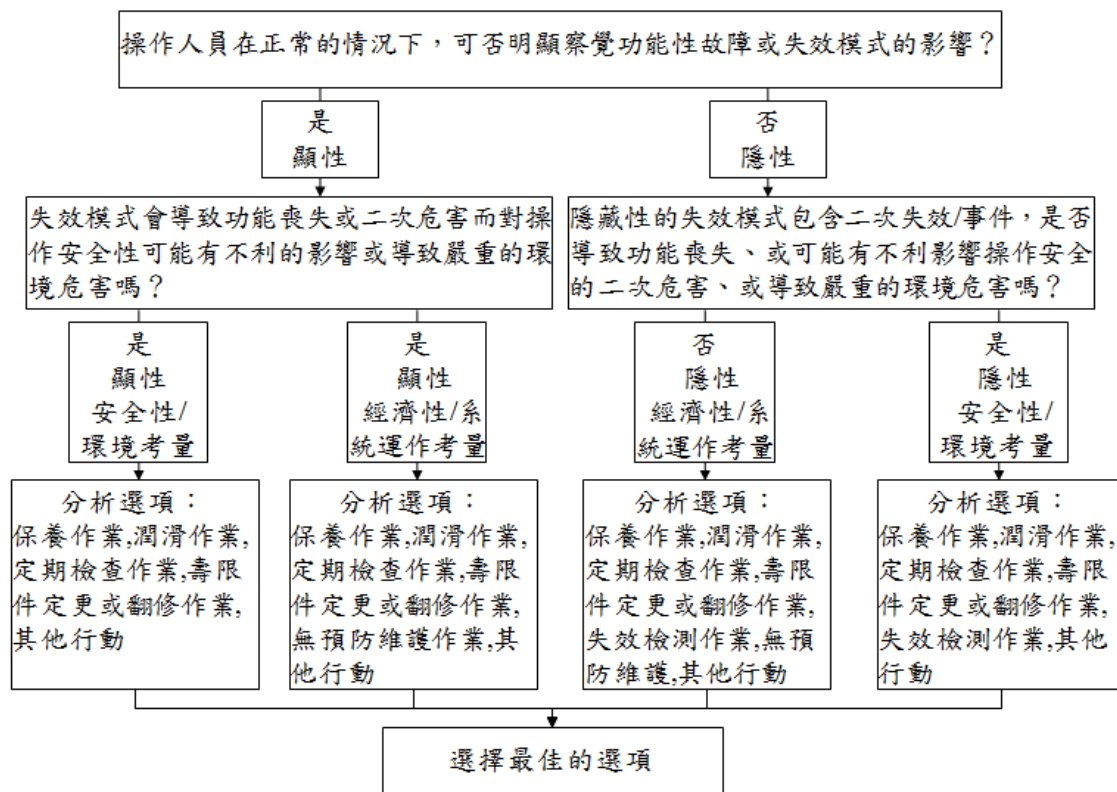 操作人員在正常的情況下，可否明顯察覺功能性故障或失效模式的影響？
是
顯性
否
隱性
失效模式會導致功能喪失或二次危害而對操
作安全性可能有不利的影響或導致嚴重的環
境危害嗎？
隱藏性的失效模式包含二次失效/事件，是否
導致功能喪失、或可能有不利影響操作安全
的二次危害、或導致嚴重的環境危害嗎？
是
顯性
安全性/
環境考量
是
顯性
經濟性/系
統運作考量
否
隱性
經濟性/系
統運作考量
是
隱性
安全性/
環境考量
分析選項：
保養作業,潤滑作業,
定期檢查作業,壽限
件定更或翻修作業,
其他行動
分析選項：
保養作業,潤滑作業,
定期檢查作業,壽限
件定更或翻修作業,
無預防維護作業,其
他行動
分析選項：
保養作業,潤滑作業,
定期檢查作業,壽限
件定更或翻修作業,
失效檢測作業,無預
防維護,其他行動
分析選項：
保養作業,潤滑作業,
定期檢查作業,壽限
件定更或翻修作業,
失效檢測作業,其他
行動
選擇最佳的選項